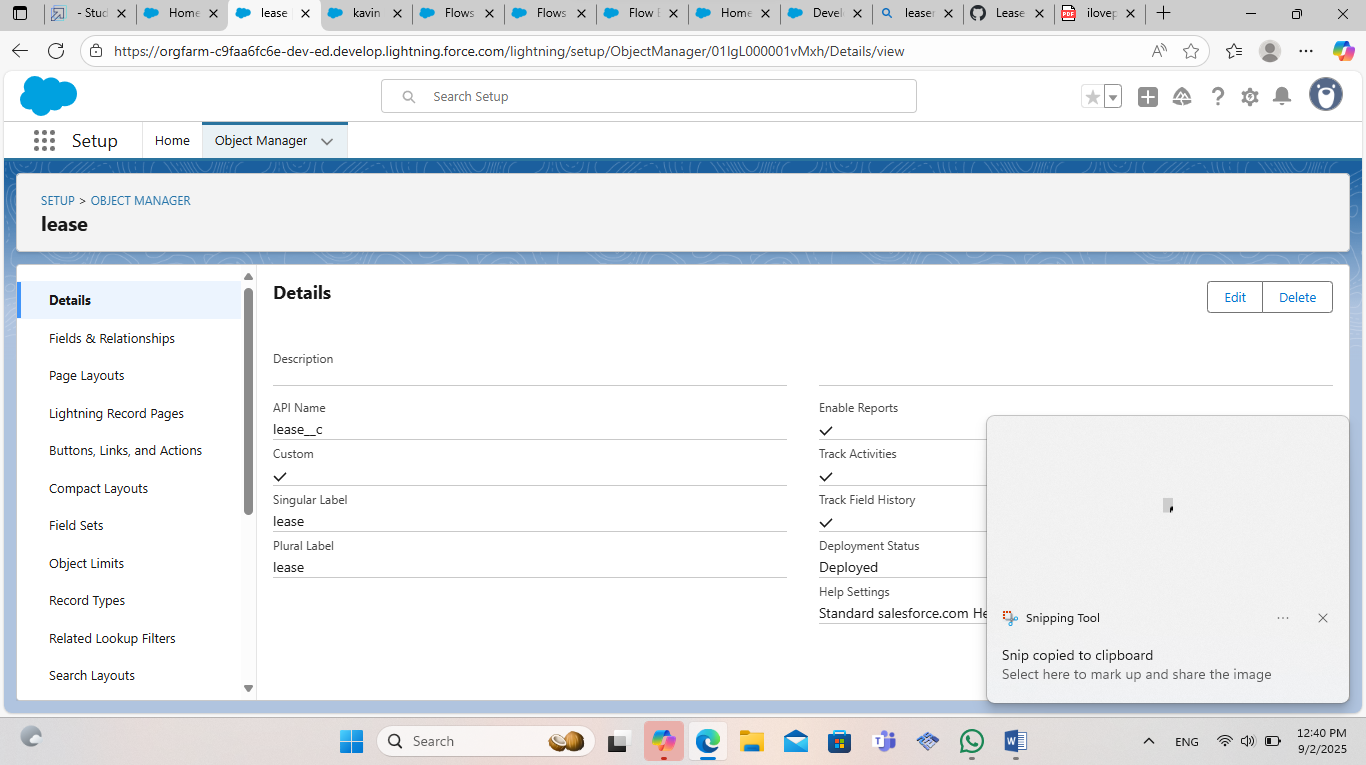 - Stud
Home
lease
kavin
Flows
Flows
Flow E
Home
Devel
leaser
Lease
ilovep
https://orgfarm-c9faa6fc6e-dev-ed.develop.lightning.force.com/lightning/setup/ObjectManager/01IgL000001vMxh/Details/view
Search Setup
Setup
Home
Object Manager
SETUP > OBJECT MANAGER
lease
Details
Fields & Relationships
Page Layouts
Lightning Record Pages
Buttons, Links, and Actions
Compact Layouts
Field Sets
Object Limits
Record Types
Related Lookup Filters
Search Layouts
Details
Edit
Delete
Description
API Name
lease__c
Custom
Singular Label
lease
Plural Label
lease
Enable Reports
Track Activities
Track Field History
Deployment Status
Deployed
Help Settings
Standard salesforce.com He
Snipping Tool
Snip copied to clipboard
Select here to mark up and share the image
Search
ENG
12:40 PM
9/2/2025